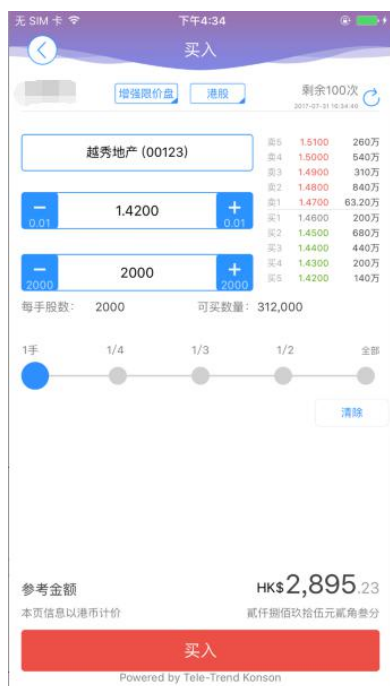 无 SIM 卡 下午4:34
买入
增强限价盘 港股 剩余100次
2017-07-31 16:34:46
越秀地产 (00123)
卖5 1.5100 260万
卖4 1.5000 540万
卖3 1.4900 310万
卖2 1.4800 840万
卖1 1.4700 63.20万
买1 1.4600 200万
买2 1.4500 680万
买3 1.4400 440万
买4 1.4300 200万
买5 1.4200 140万
− 1.4200 +
0.01 0.01
− 2000 +
2000 2000
每手股数： 2000 可买数量： 312,000
1手 1/4 1/3 1/2 全部
清除
参考金额 HK$2,895.23
本页信息以港币计价 贰仟捌佰玖拾伍元贰角叁分
买入
Powered by Tele-Trend Konson